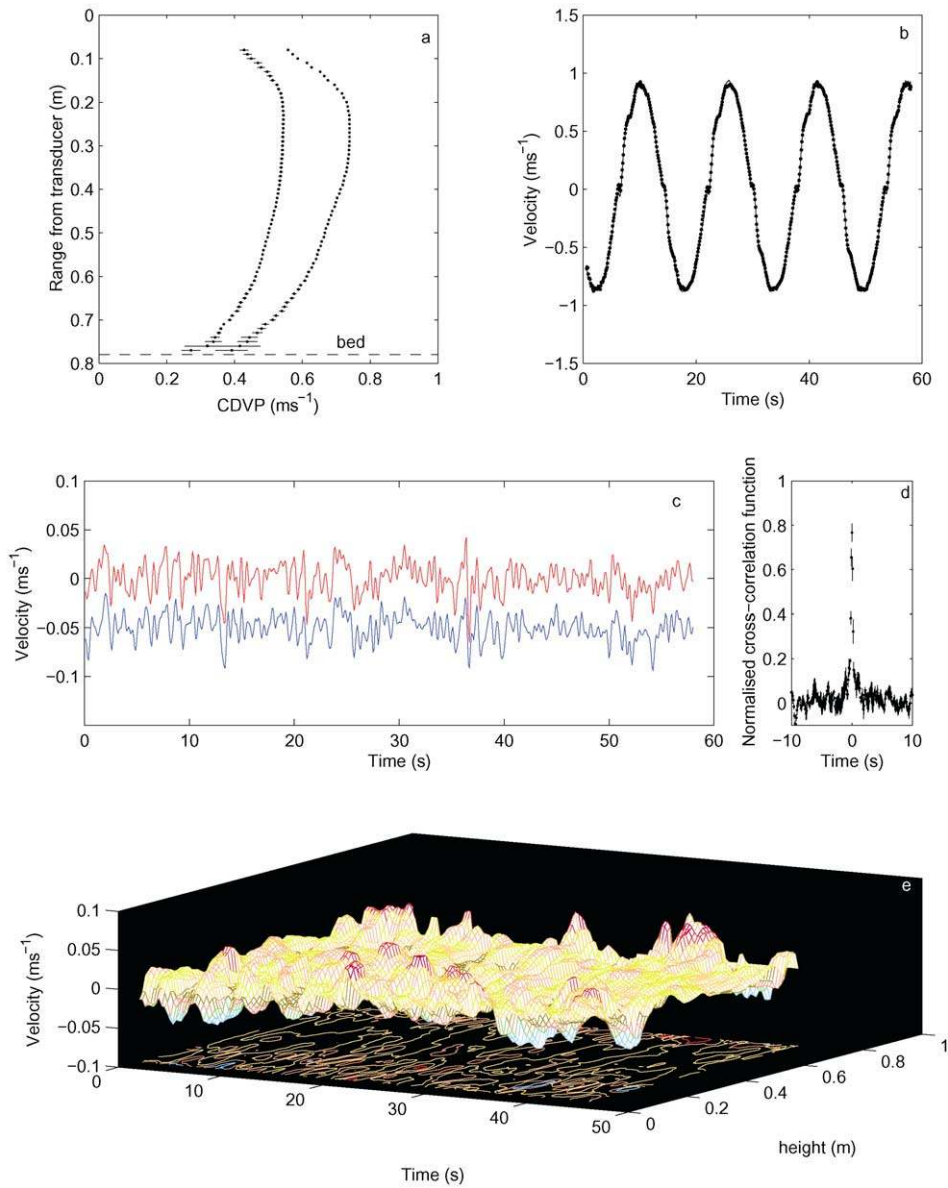 a
0
0.1
0.2
0.3
0.4
0.5
0.6
0.7
0.8
Range from transducer (m)
bed
0 0.2 0.4 0.6 0.8 1
CDVP (ms⁻¹)
b
1.5
1
0.5
0
−0.5
−1
−1.5
Velocity (ms⁻¹)
0 20 40 60
Time (s)
c
0.1
0.05
0
−0.05
−0.1
Velocity (ms⁻¹)
0 10 20 30 40 50 60
Time (s)
d
1
0.8
0.6
0.4
0.2
0
Normalised cross−correlation function
−10 0 10
Time (s)
e
0.1
0.05
0
−0.05
−0.1
Velocity (ms⁻¹)
0 10 20 30 40 50
Time (s)
0 0.2 0.4 0.6 0.8 1
height (m)